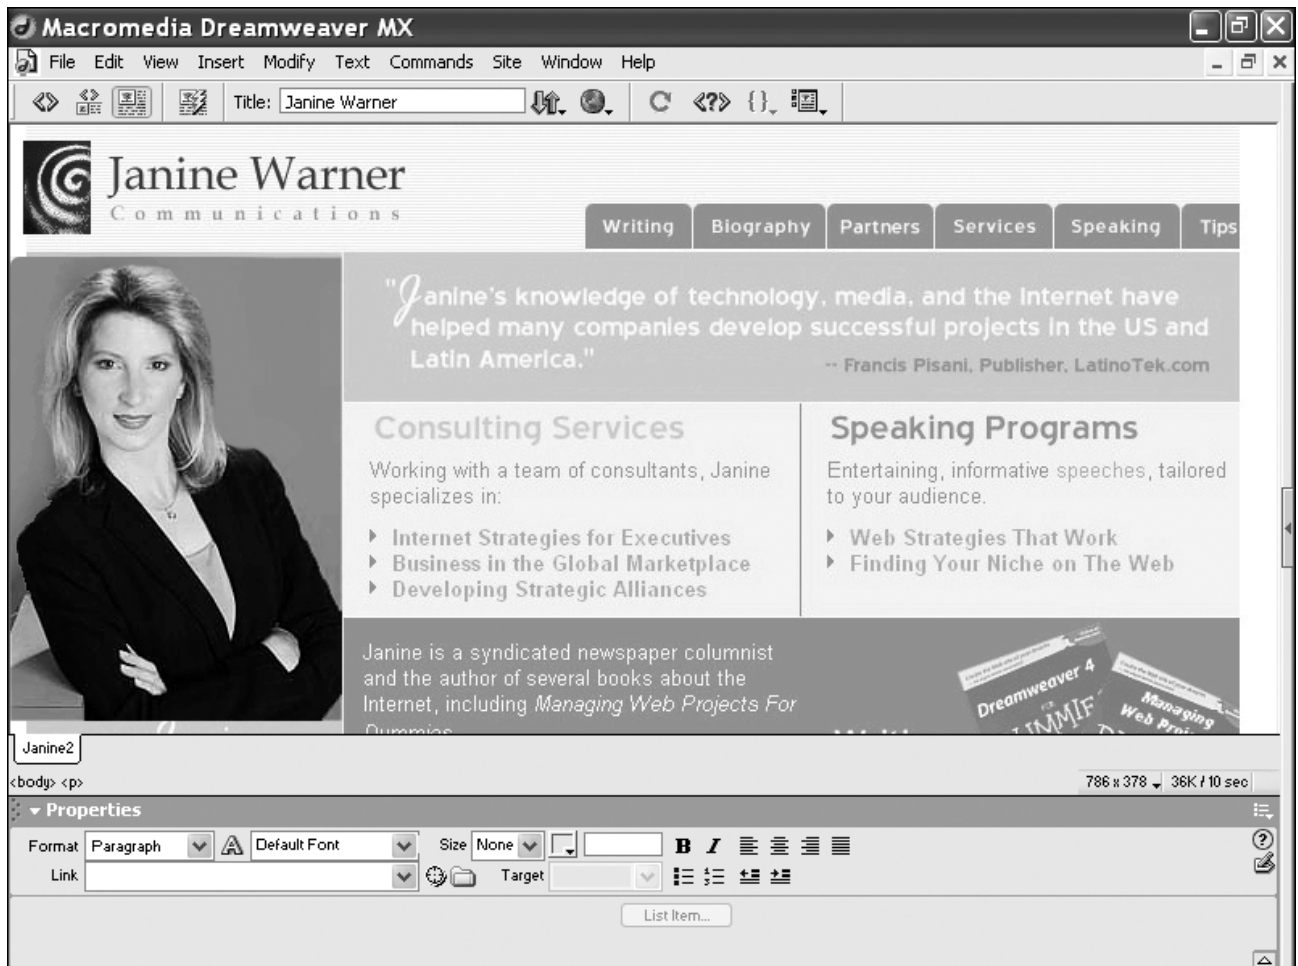 Macromedia Dreamweaver MX
File Edit View Insert Modify Text Commands Site Window Help
Title: Janine Warner
Janine Warner
Communications
Writing Biography Partners Services Speaking Tips
"Janine's knowledge of technology, media, and the Internet have
helped many companies develop successful projects in the US and
Latin America."
-- Francis Pisani, Publisher, LatinoTek.com
Consulting Services
Working with a team of consultants, Janine
specializes in:
Internet Strategies for Executives
Business in the Global Marketplace
Developing Strategic Alliances
Speaking Programs
Entertaining, informative speeches, tailored
to your audience.
Web Strategies That Work
Finding Your Niche on The Web
Janine is a syndicated newspaper columnist
and the author of several books about the
Internet, including Managing Web Projects For
Dummies
Dreamweaver 4
FOR
Managing
Web
Janine2
<body> <p>
786 x 378 36K / 10 sec
Properties
Format Paragraph Default Font Size None B I
Link Target
List Item...